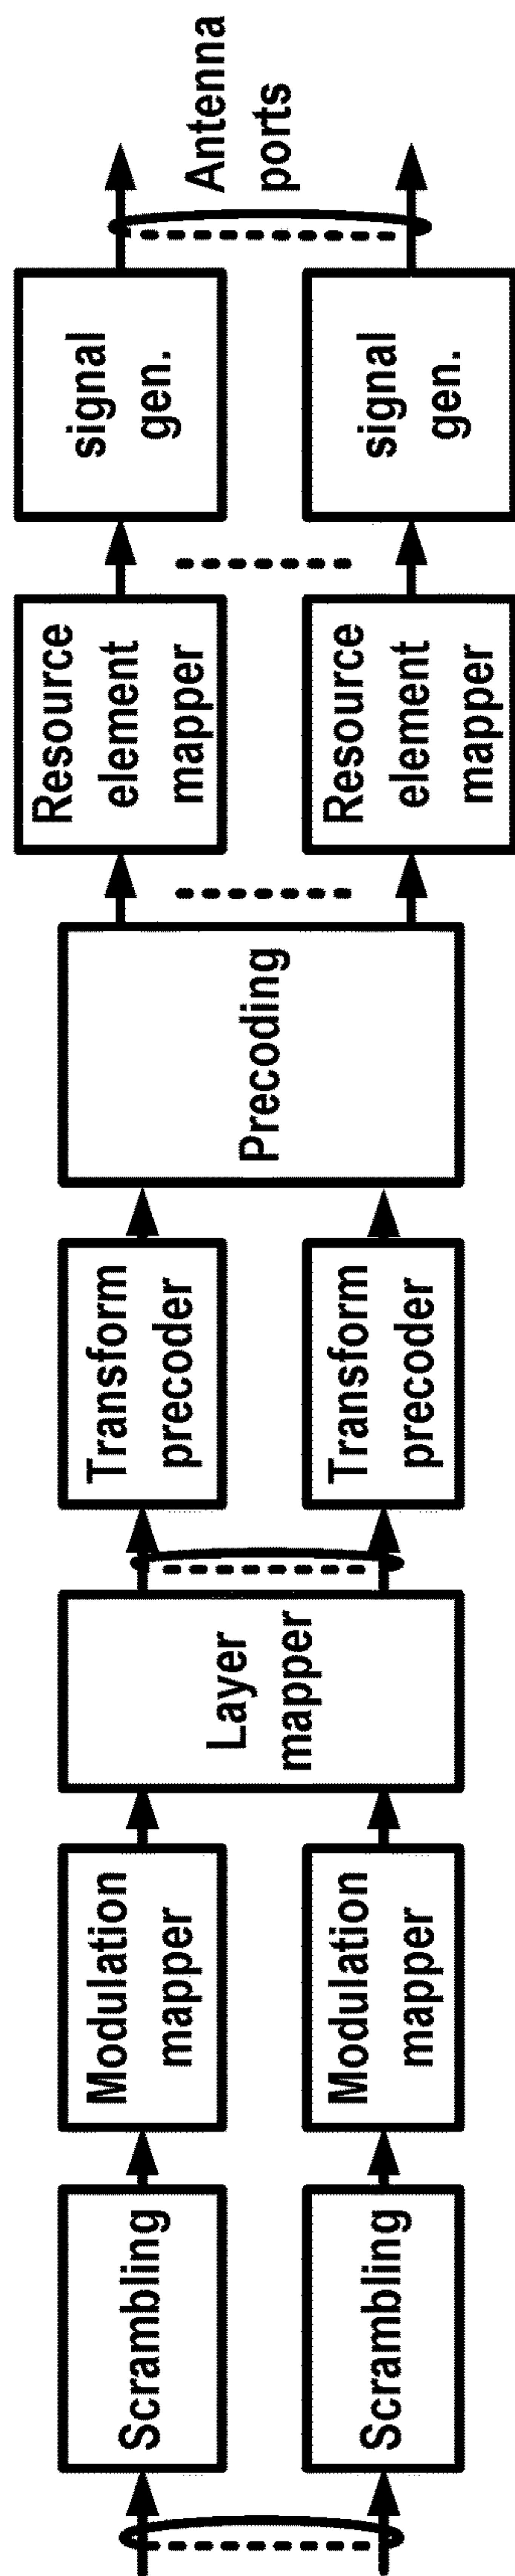 Scrambling
Modulation
mapper
Layer
mapper
Transform
precoder
Precoding
Resource
element
mapper
signal
gen.
Antenna
ports
Scrambling
Modulation
mapper
Transform
precoder
Resource
element
mapper
signal
gen.